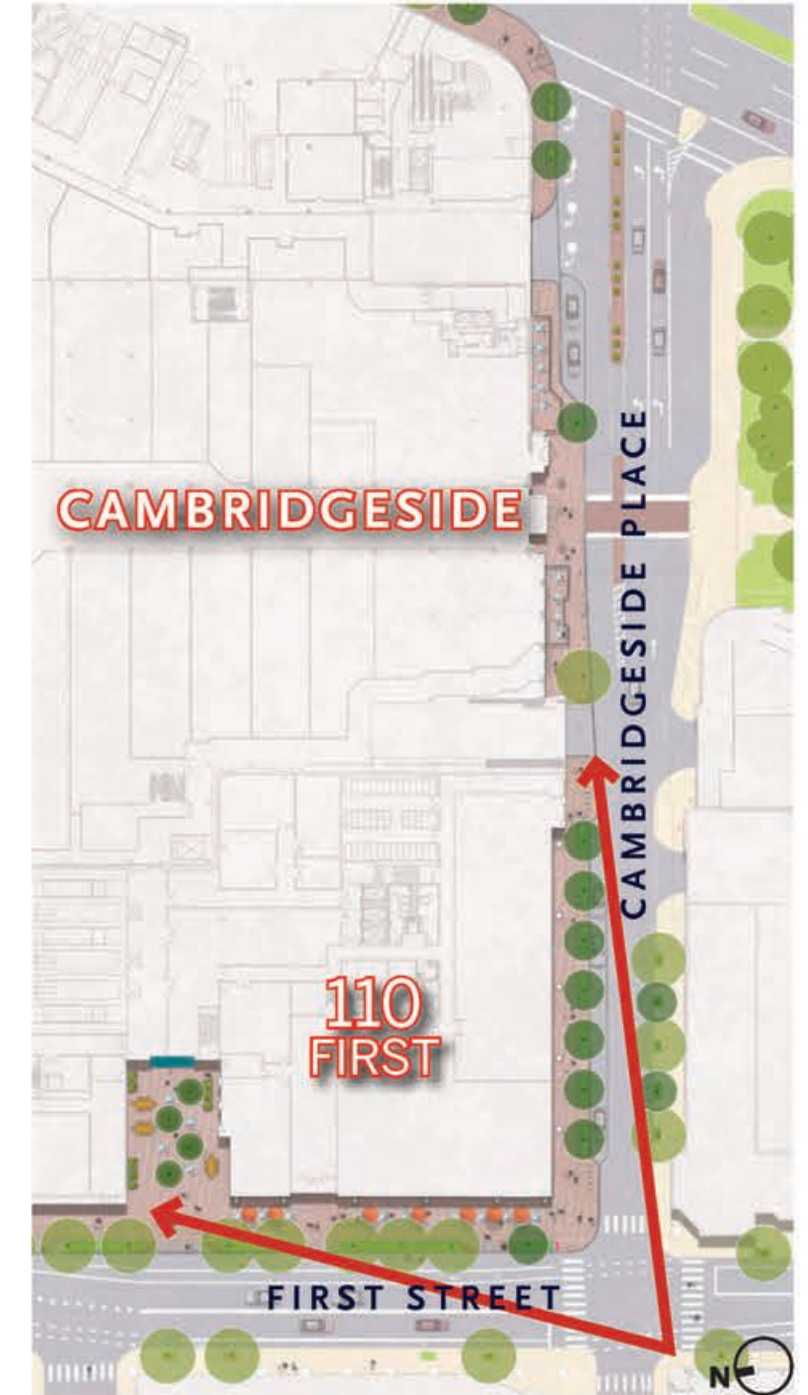 CAMBRIDGESIDE
CAMBRIDGESIDE PLACE
110
FIRST
FIRST STREET
N